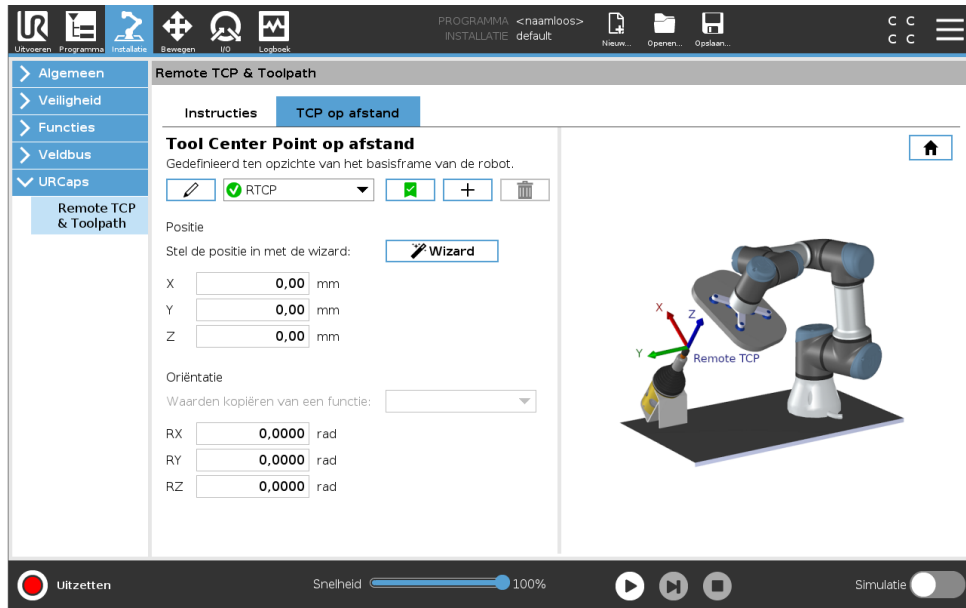 PROGRAMMA <naamloos>
INSTALLATIE default
Uitvoeren Programma Installatie Bewegen I/O Logboek Nieuw... Openen... Opslaan...
C C
C C
Algemeen
Veiligheid
Functies
Veldbus
URCaps
Remote TCP
& Toolpath
Remote TCP & Toolpath
Instructies TCP op afstand
Tool Center Point op afstand
Gedefinieerd ten opzichte van het basisframe van de robot.
RTCP
Positie
Stel de positie in met de wizard: Wizard
X 0,00 mm
Y 0,00 mm
Z 0,00 mm
Oriëntatie
Waarden kopiëren van een functie:
RX 0,0000 rad
RY 0,0000 rad
RZ 0,0000 rad
X Z
Y
Remote TCP
Uitzetten Snelheid 100% Simulatie